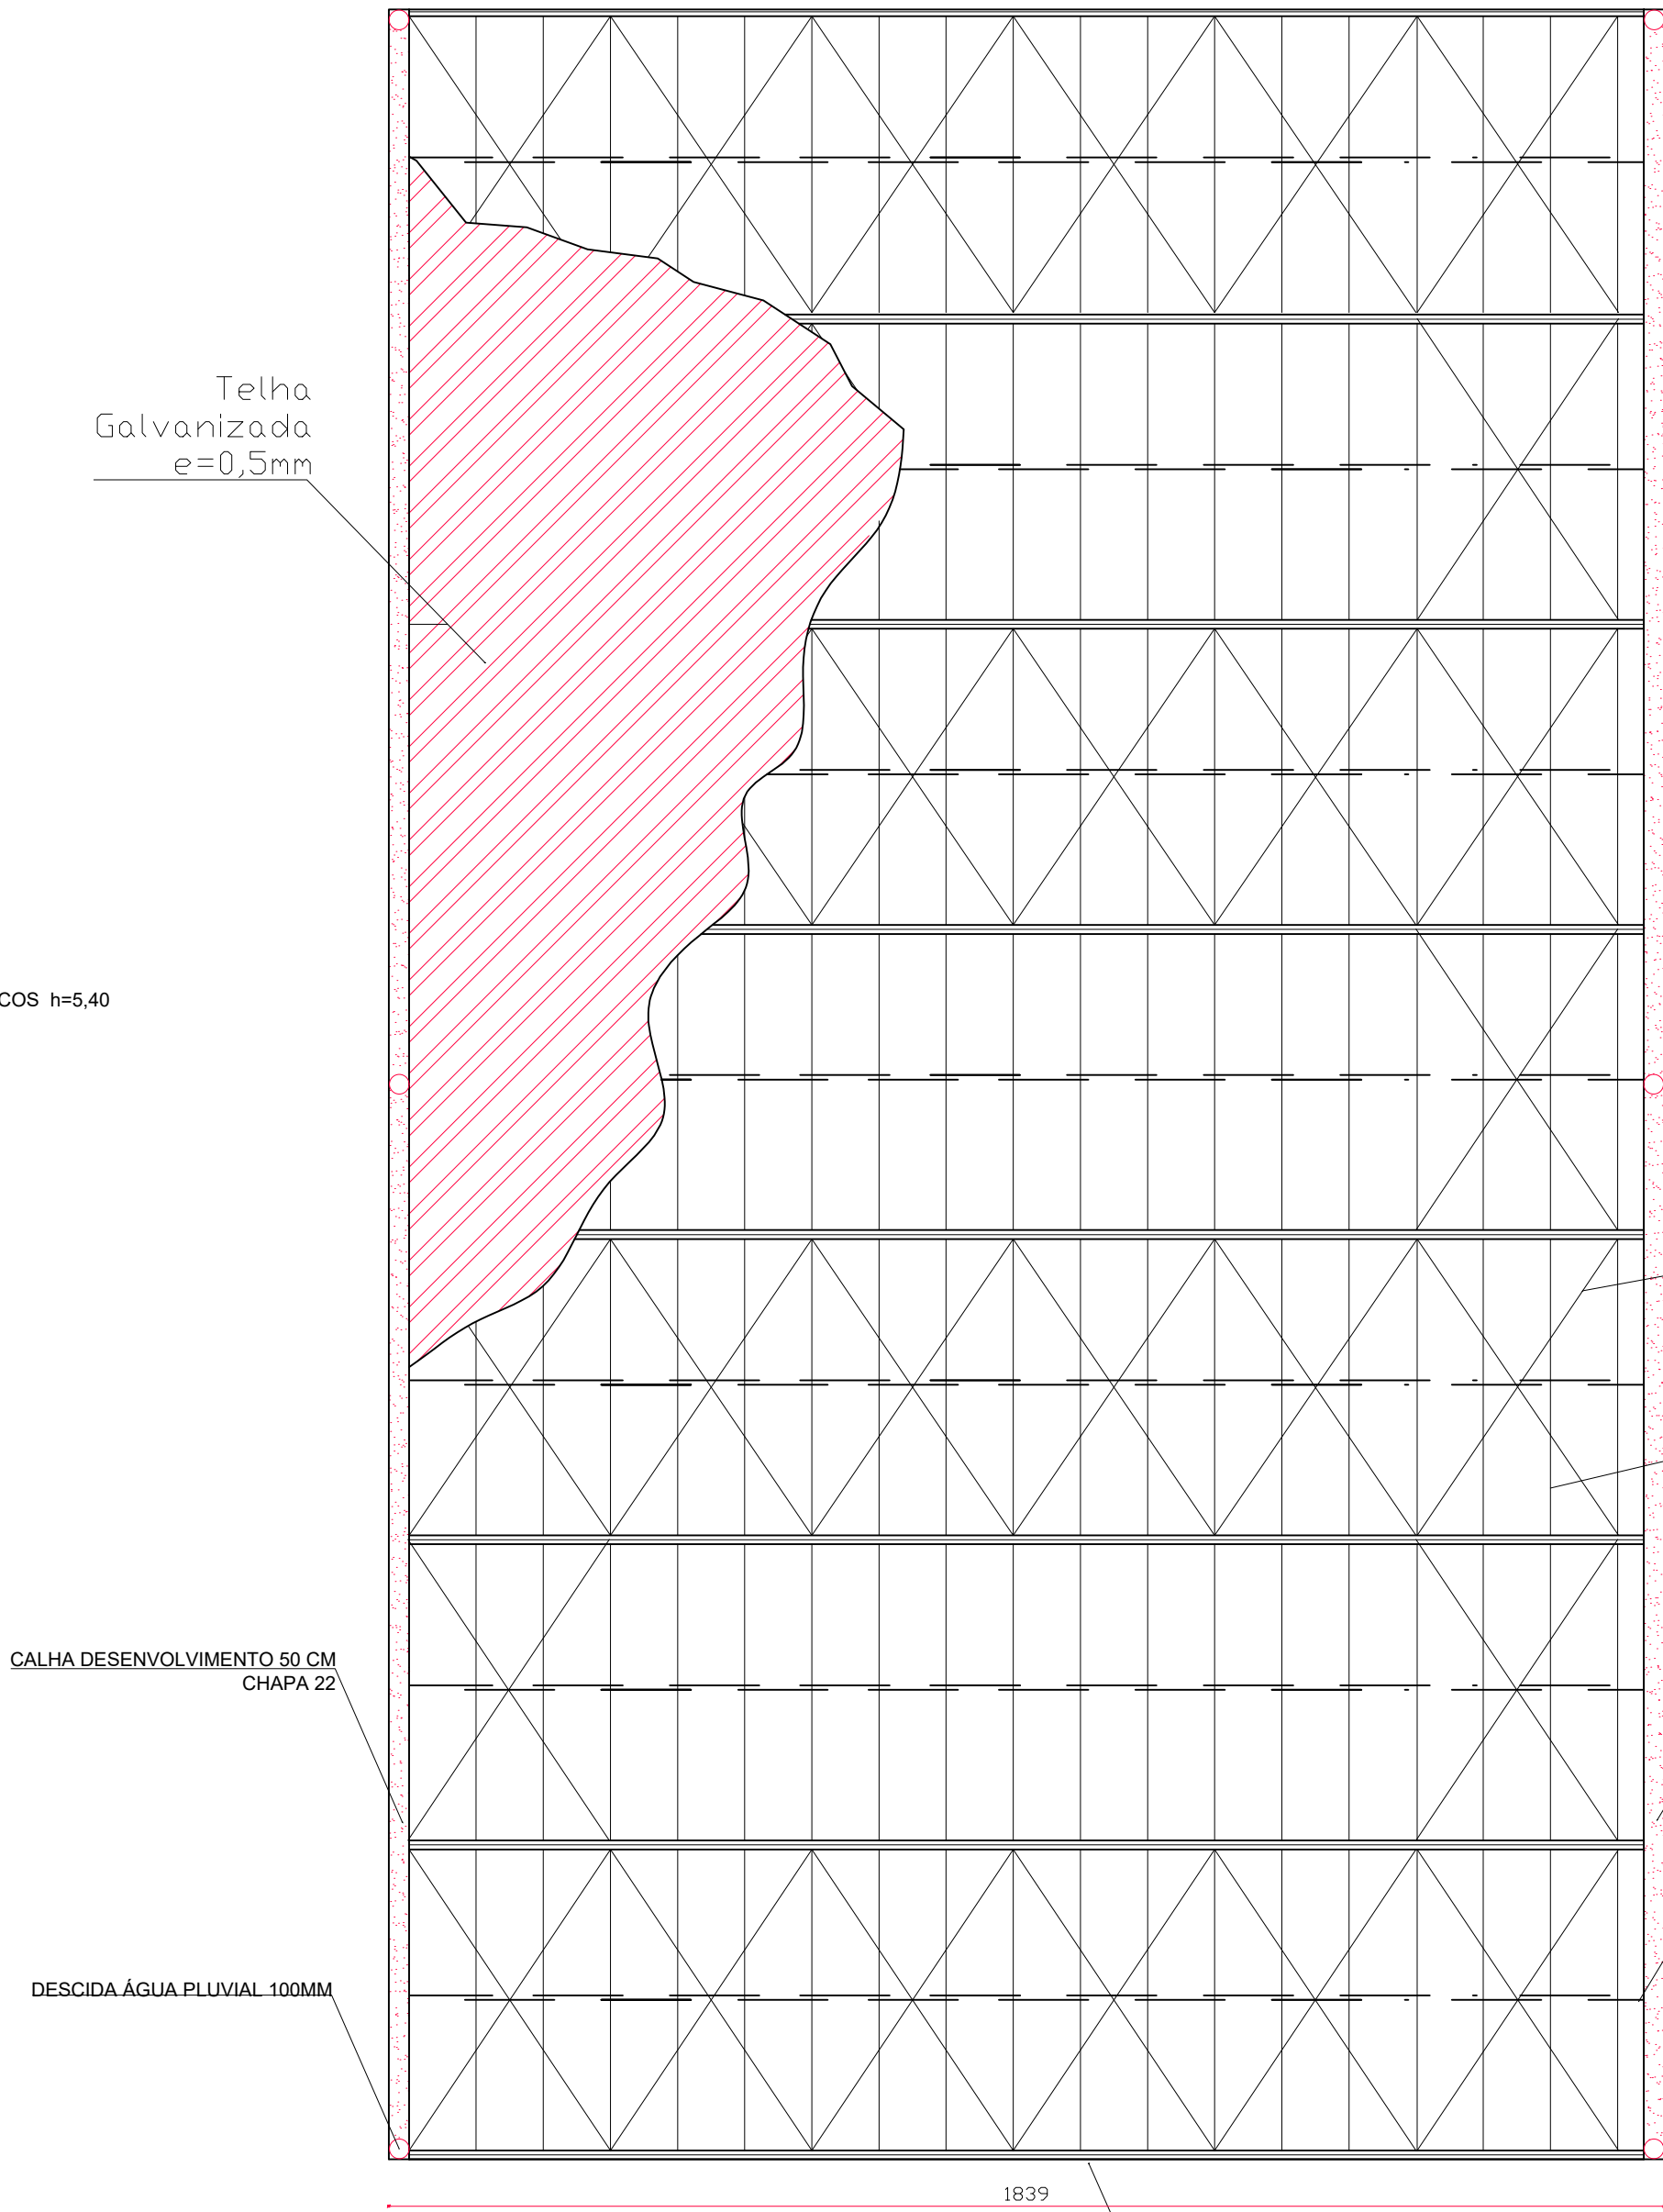 Telha
Galvanizada
e=0,5mm
COS h=5,40
CALHA DESENVOLVIMENTO 50 CM
CHAPA 22
DESCIDA ÁGUA PLUVIAL 100MM
1839